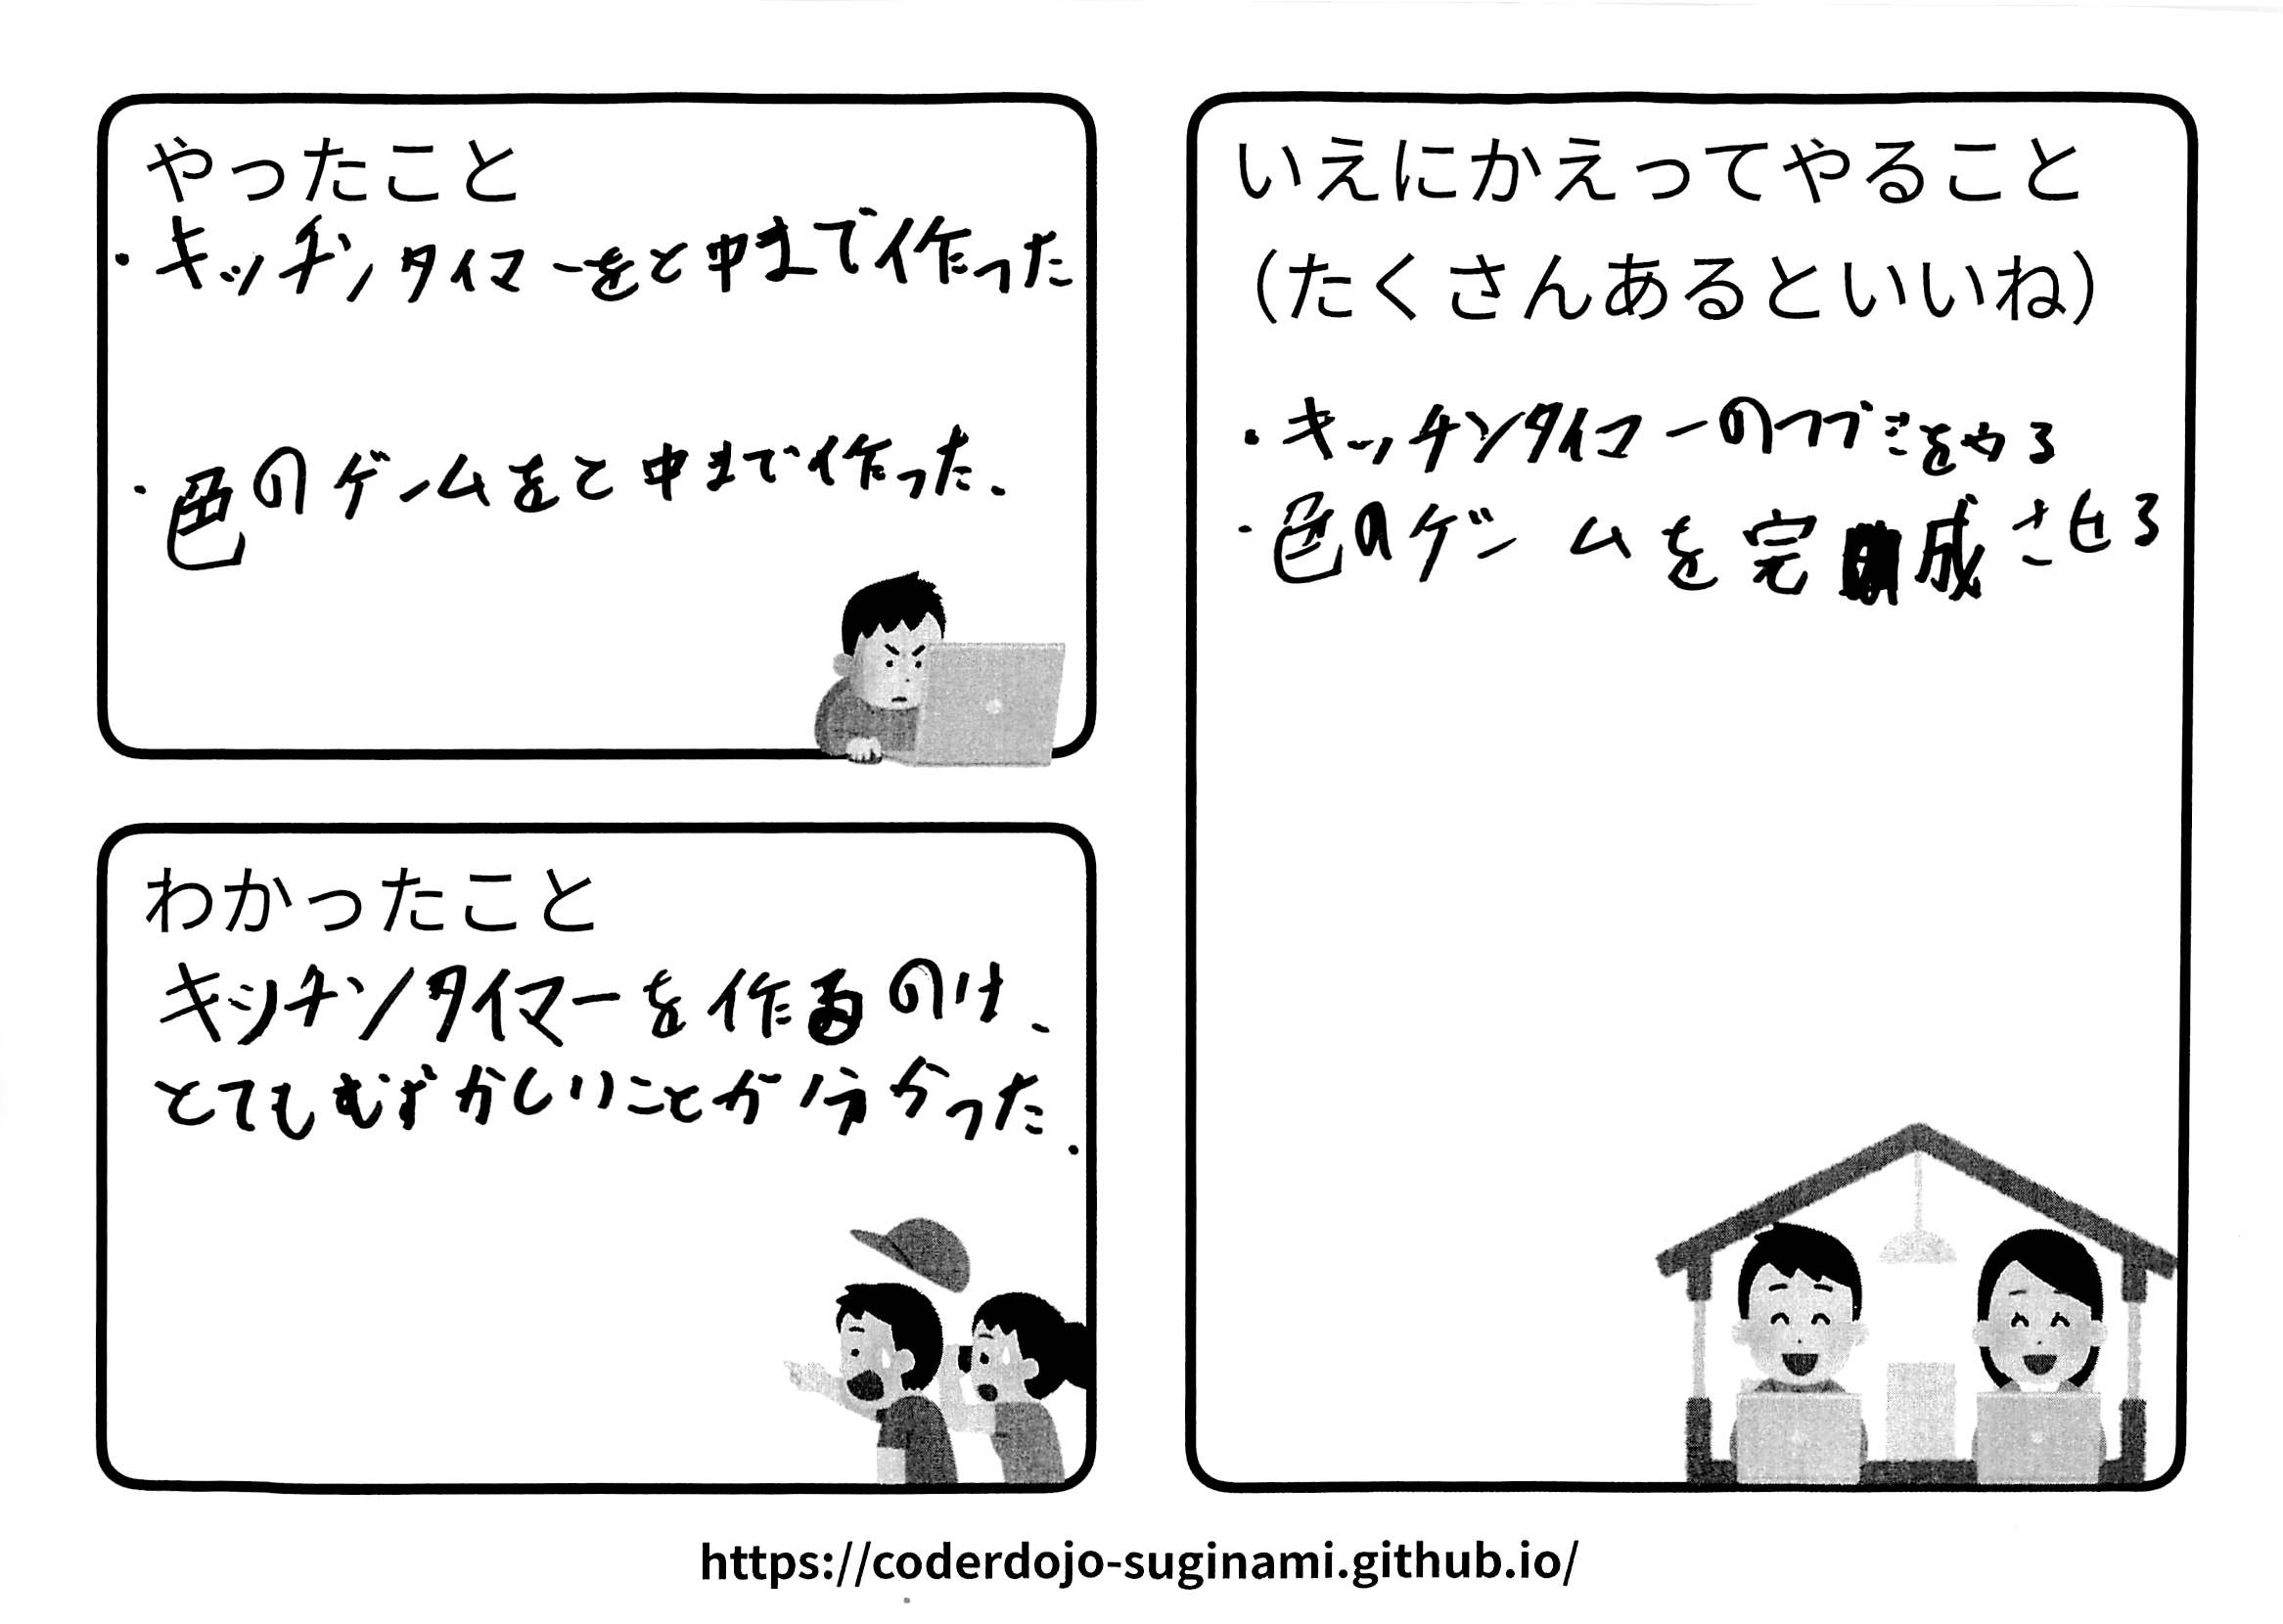 やったこと
・キッチンタイマーをと中まで作った
・色のゲームをと中まで作った、
わかったこと
キッチンタイマーを作るのは、
とてもむずかしいことが分かった.
いえにかえってやること
(たくさんあるといいね)
・キッチンタイマーのつづきをやる
・色のゲームを完成させる
https://coderdojo-suginami.github.io/